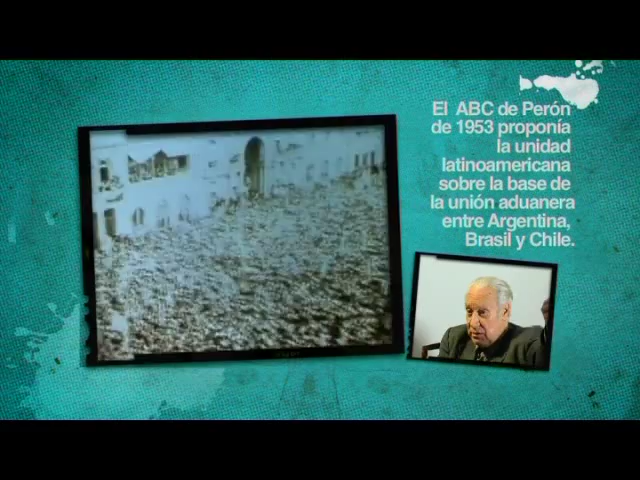 El ABC de Perón
de 1953 proponía
la unidad
latinoamericana
sobre la base de
la unión aduanera
entre Argentina,
Brasil y Chile.